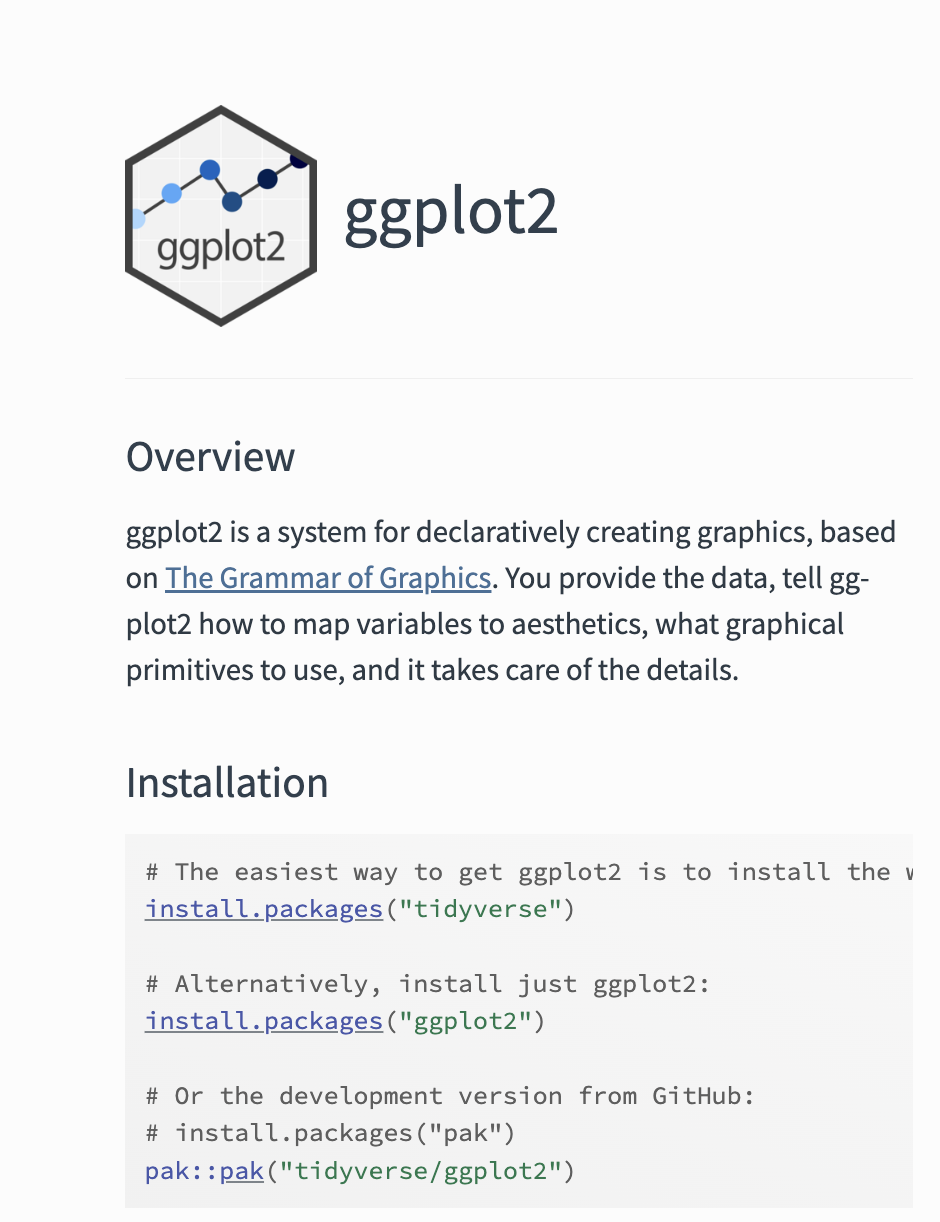 ggplot2
ggplot2
Overview
ggplot2 is a system for declaratively creating graphics, based
on The Grammar of Graphics. You provide the data, tell gg-
plot2 how to map variables to aesthetics, what graphical
primitives to use, and it takes care of the details.
Installation
# The easiest way to get ggplot2 is to install the
install.packages("tidyverse")
# Alternatively, install just ggplot2:
install.packages("ggplot2")
# Or the development version from GitHub:
# install.packages("pak")
pak::pak("tidyverse/ggplot2")